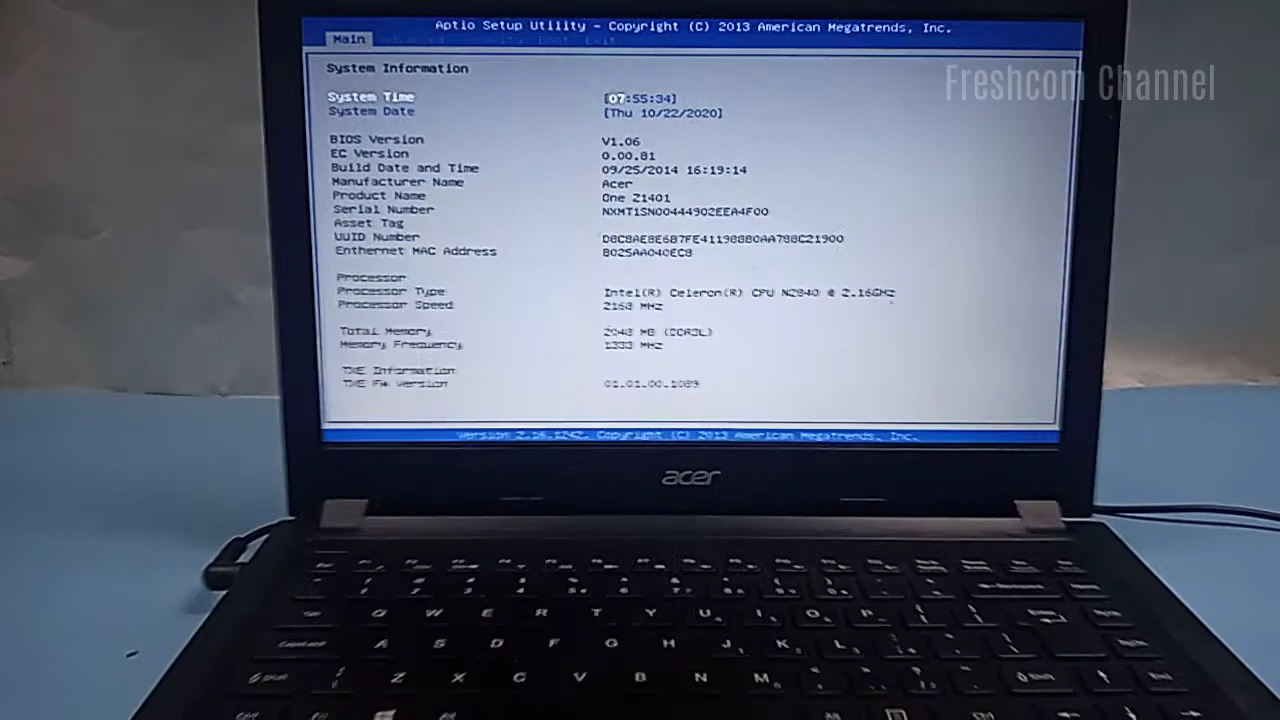 Aptio Setup Utility - Copyright (C) 2013 American Megatrends, Inc.
Main Boot Exit
Freshcom Channel
System Information
System Time [07:55:34]
System Date [Thu 10/22/2020]
BIOS Version V1.06
EC Version 0.00.81
Build Date and Time 09/25/2014 16:19:14
Manufacturer Name Acer
Product Name One Z1401
Serial Number NXMT1SN00444902EEA4F00
Asset Tag
UUID Number D8C8AE8E6B7FE41198880AA788C21900
Enthernet MAC Address 8025AA040EC8
Processor
Processor Type Intel(R) Celeron(R) CPU N2840 @ 2.16GHz
Processor Speed 2168 MHz
Total Memory 2048 MB (DDR3L)
Memory Frequency 1333 MHz
TXE Information
TXE FW Version 01.01.00.1089
Version 2.16.1242. Copyright (C) 2013 American Megatrends, Inc.
acer
Q W E R T Y U I O P
A S D F G H J K L
Z X C V B N M